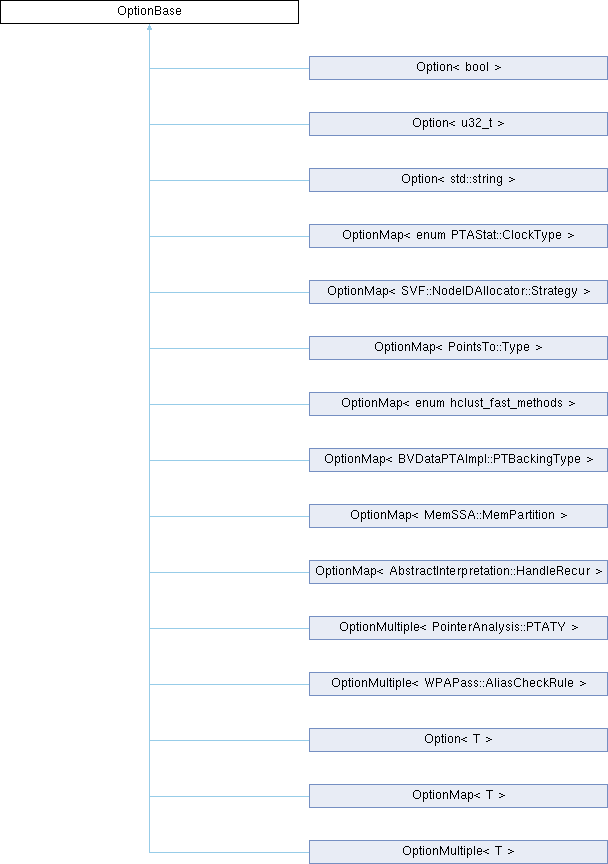 OptionBase
Option< bool >
Option< u32_t >
Option< std::string >
OptionMap< enum PTAStat::ClockType >
OptionMap< SVF::NodeIDAllocator::Strategy >
OptionMap< PointsTo::Type >
OptionMap< enum hclust_fast_methods >
OptionMap< BVDataPTAImpl::PTBackingType >
OptionMap< MemSSA::MemPartition >
OptionMap< AbstractInterpretation::HandleRecur >
OptionMultiple< PointerAnalysis::PTATY >
OptionMultiple< WPAPass::AliasCheckRule >
Option< T >
OptionMap< T >
OptionMultiple< T >